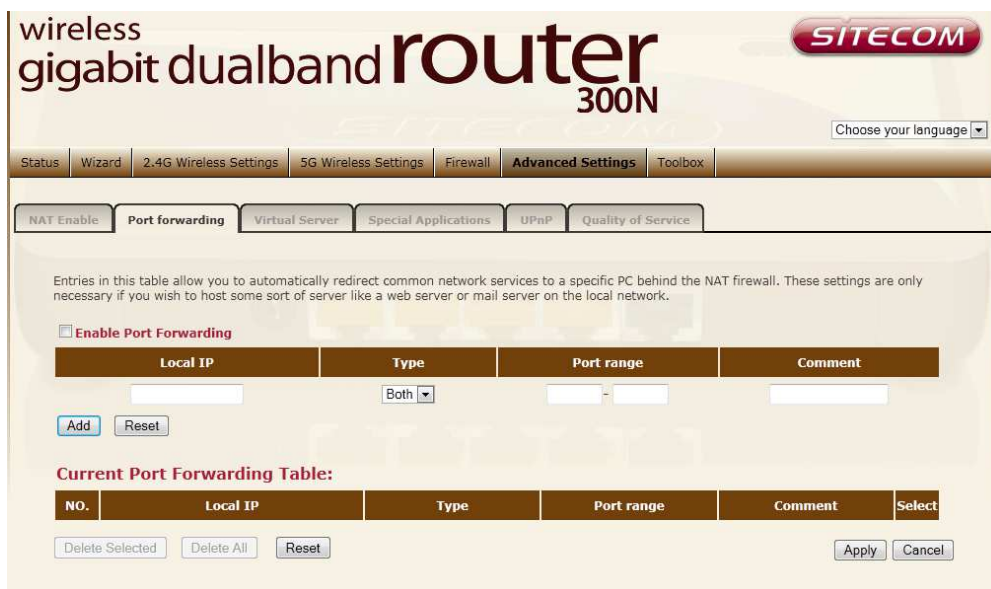 wireless
gigabit dualband router
300N
SITECOM
Choose your language
Status Wizard 2.4G Wireless Settings 5G Wireless Settings Firewall Advanced Settings Toolbox
NAT Enable Port forwarding Virtual Server Special Applications UPnP Quality of Service
Entries in this table allow you to automatically redirect common network services to a specific PC behind the NAT firewall. These settings are only
necessary if you wish to host some sort of server like a web server or mail server on the local network.
Enable Port Forwarding
Local IP Type Port range Comment
Both -
Add Reset
Current Port Forwarding Table:
NO. Local IP Type Port range Comment Select
Delete Selected Delete All Reset Apply Cancel